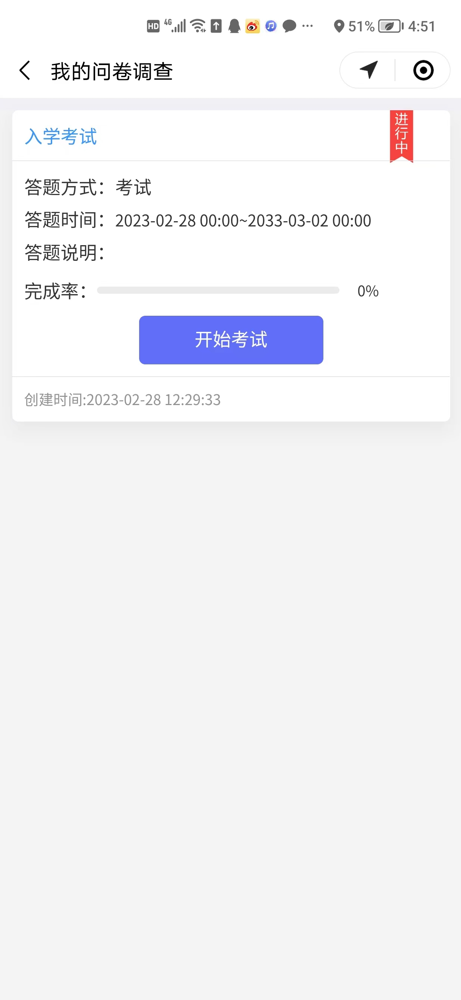 HD 4G 51% 4:51
我的问卷调查
入学考试
进行中
答题方式：考试
答题时间：2023-02-28 00:00~2033-03-02 00:00
答题说明：
完成率： 0%
开始考试
创建时间:2023-02-28 12:29:33